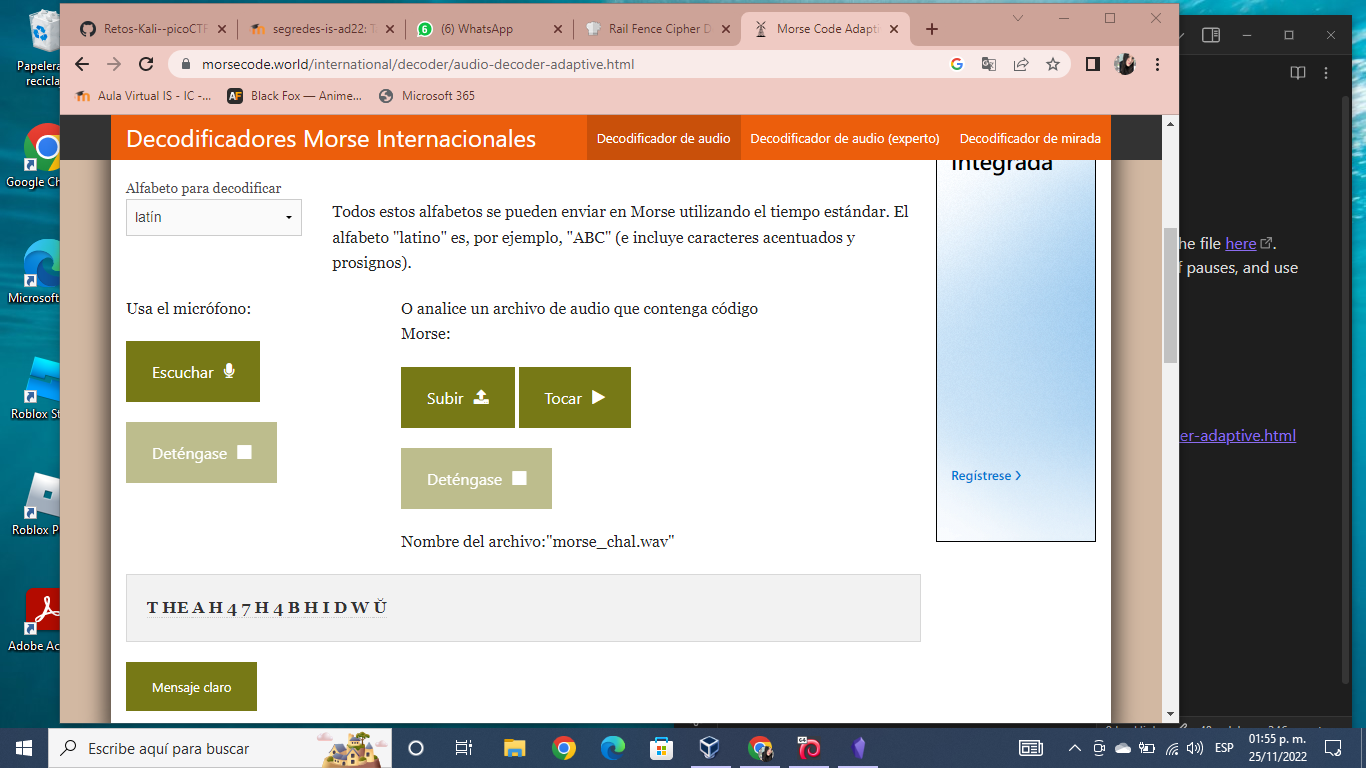 Papelera
recicla
Google Ch
Microsoft
Roblox St
Roblox P
Adobe Ac
Retos-Kali--picoCTF
segredes-is-ad22: T
6
(6) WhatsApp
Rail Fence Cipher D
Morse Code Adapti
morsecode.world/international/decoder/audio-decoder-adaptive.html
Aula Virtual IS - IC -...
AF
Black Fox — Anime...
Microsoft 365
Decodificadores Morse Internacionales
Decodificador de audio
Decodificador de audio (experto)
Decodificador de mirada
integrada
Alfabeto para decodificar
latín
Todos estos alfabetos se pueden enviar en Morse utilizando el tiempo estándar. El
alfabeto "latino" es, por ejemplo, "ABC" (e incluye caracteres acentuados y
prosignos).
Usa el micrófono:
O analice un archivo de audio que contenga código
Morse:
Escuchar
Subir
Tocar
Deténgase
Deténgase
Regístrese
Nombre del archivo:"morse_chal.wav"
T HE A H 4 7 H 4 B H I D W Ŭ
Mensaje claro
he file here.
f pauses, and use
er-adaptive.html
Escribe aquí para buscar
ESP
01:55 p. m.
25/11/2022